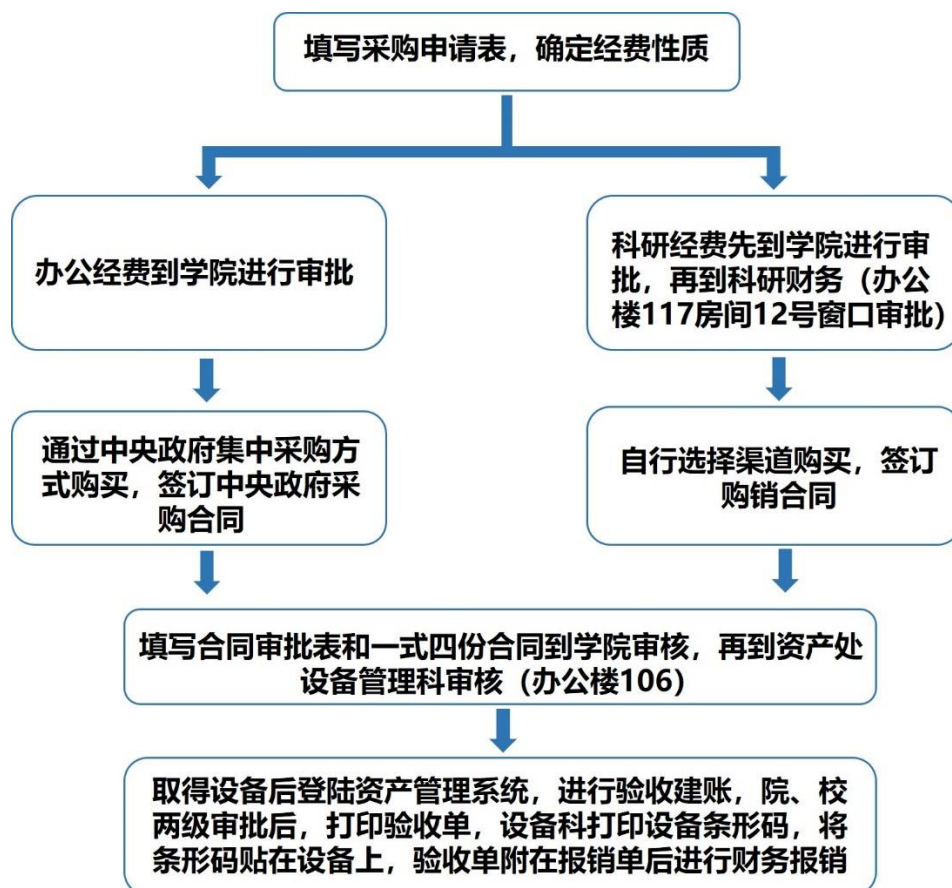 填写采购申请表，确定经费性质
办公经费到学院进行审批
科研经费先到学院进行审
批，再到科研财务（办公
楼117房间12号窗口审批）
通过中央政府集中采购方
式购买，签订中央政府采
购合同
自行选择渠道购买，签订
购销合同
填写合同审批表和一式四份合同到学院审核，再到资产处
设备管理科审核（办公楼106）
取得设备后登陆资产管理系统，进行验收建账，院、校
两级审批后，打印验收单，设备科打印设备条形码，将
条形码贴在设备上，验收单附在报销单后进行财务报销